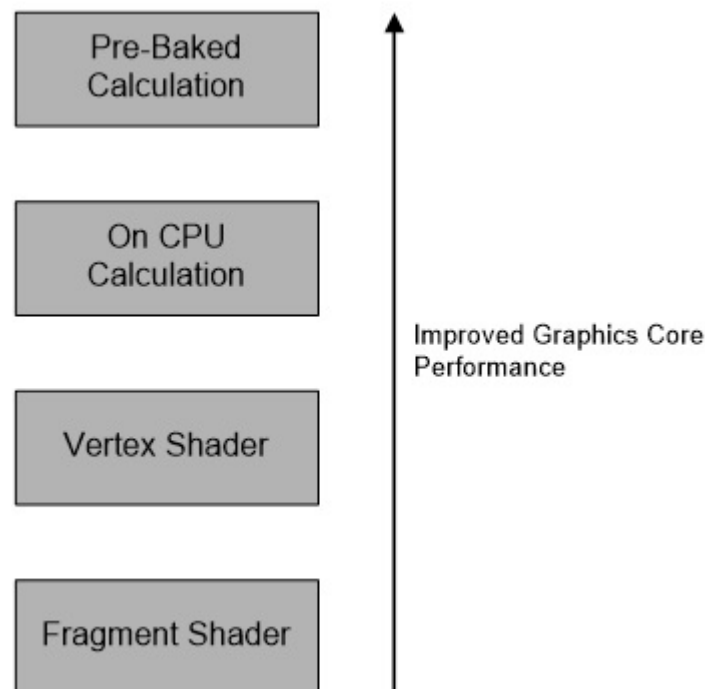 Pre-Baked
Calculation
On CPU
Calculation
Improved Graphics Core
Performance
Vertex Shader
Fragment Shader